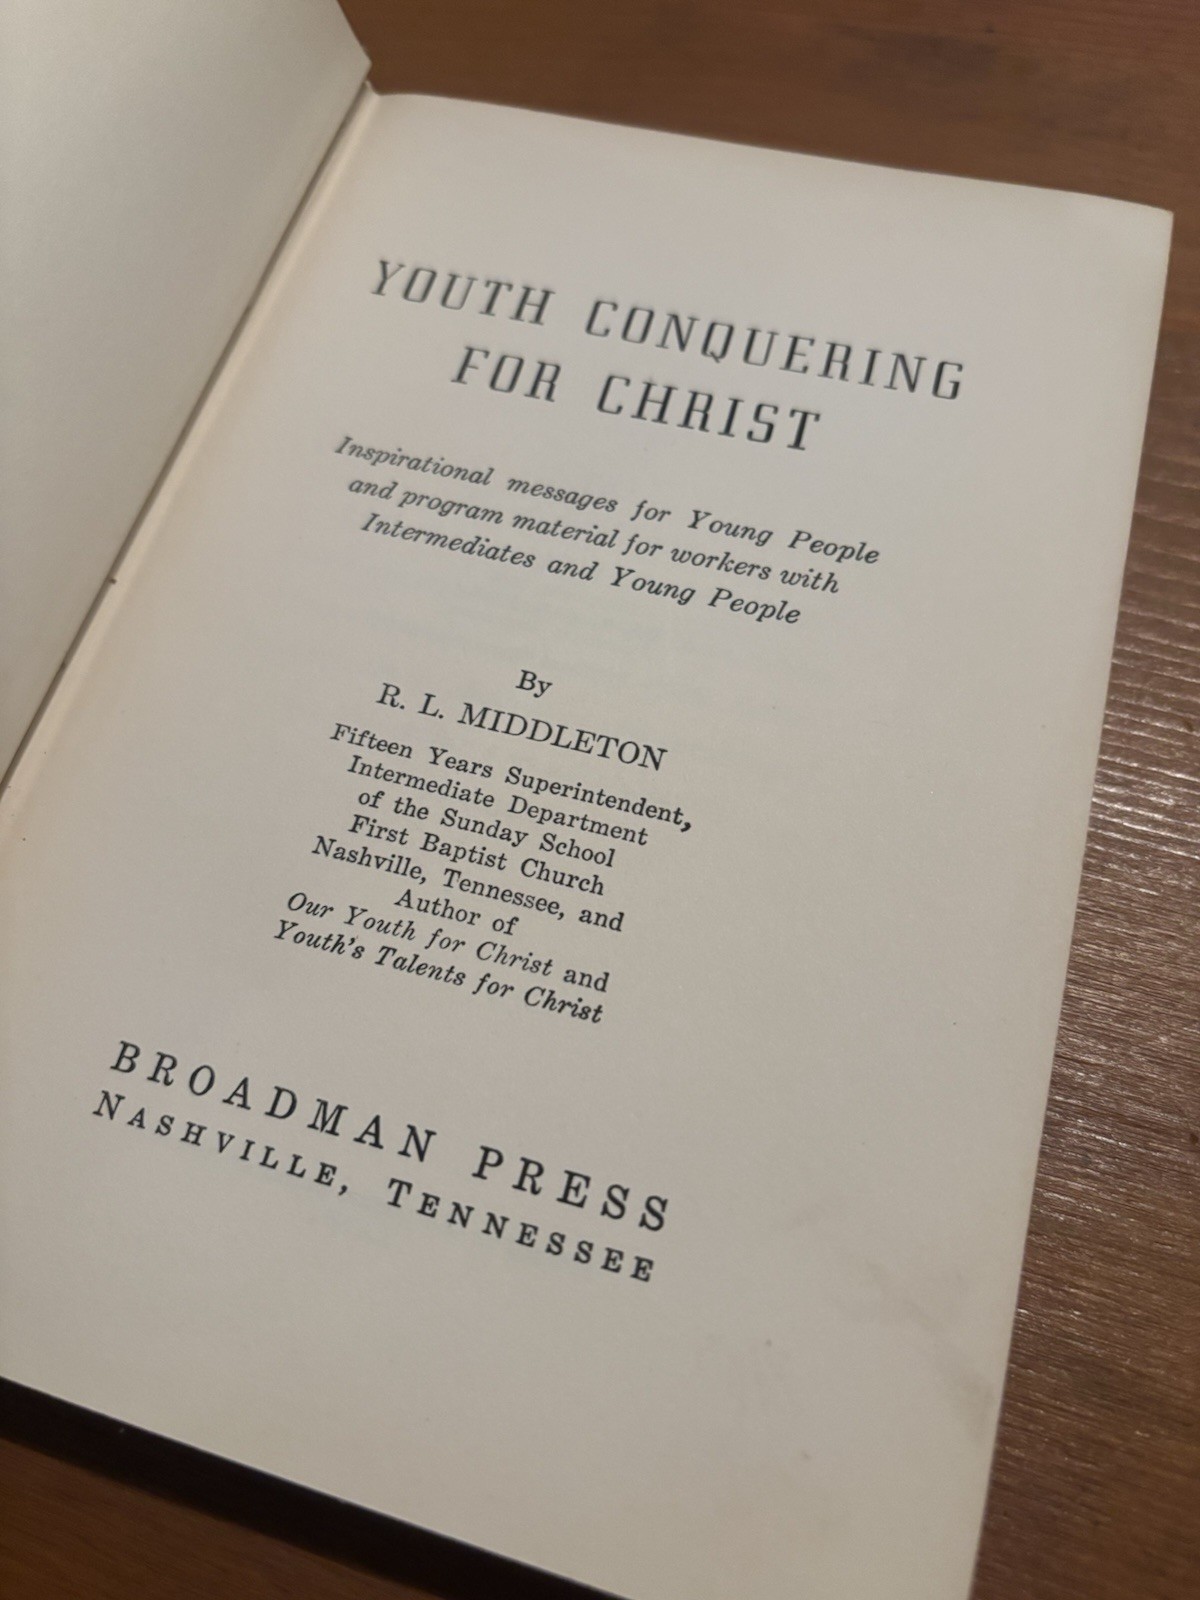 YOUTH CONQUERING
FOR CHRIST
Inspirational messages for Young People
and program material for workers with
Intermediates and Young People
By
R. L. MIDDLETON
Fifteen Years Superintendent,
Intermediate Department
of the Sunday School
First Baptist Church
Nashville, Tennessee, and
Author of
Our Youth for Christ and
Youth's Talents for Christ
BROADMAN PRESS
NASHVILLE, TENNESSEE